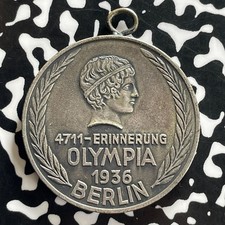 4711-ERINNERUNG
OLYMPIA
1936
BERLIN